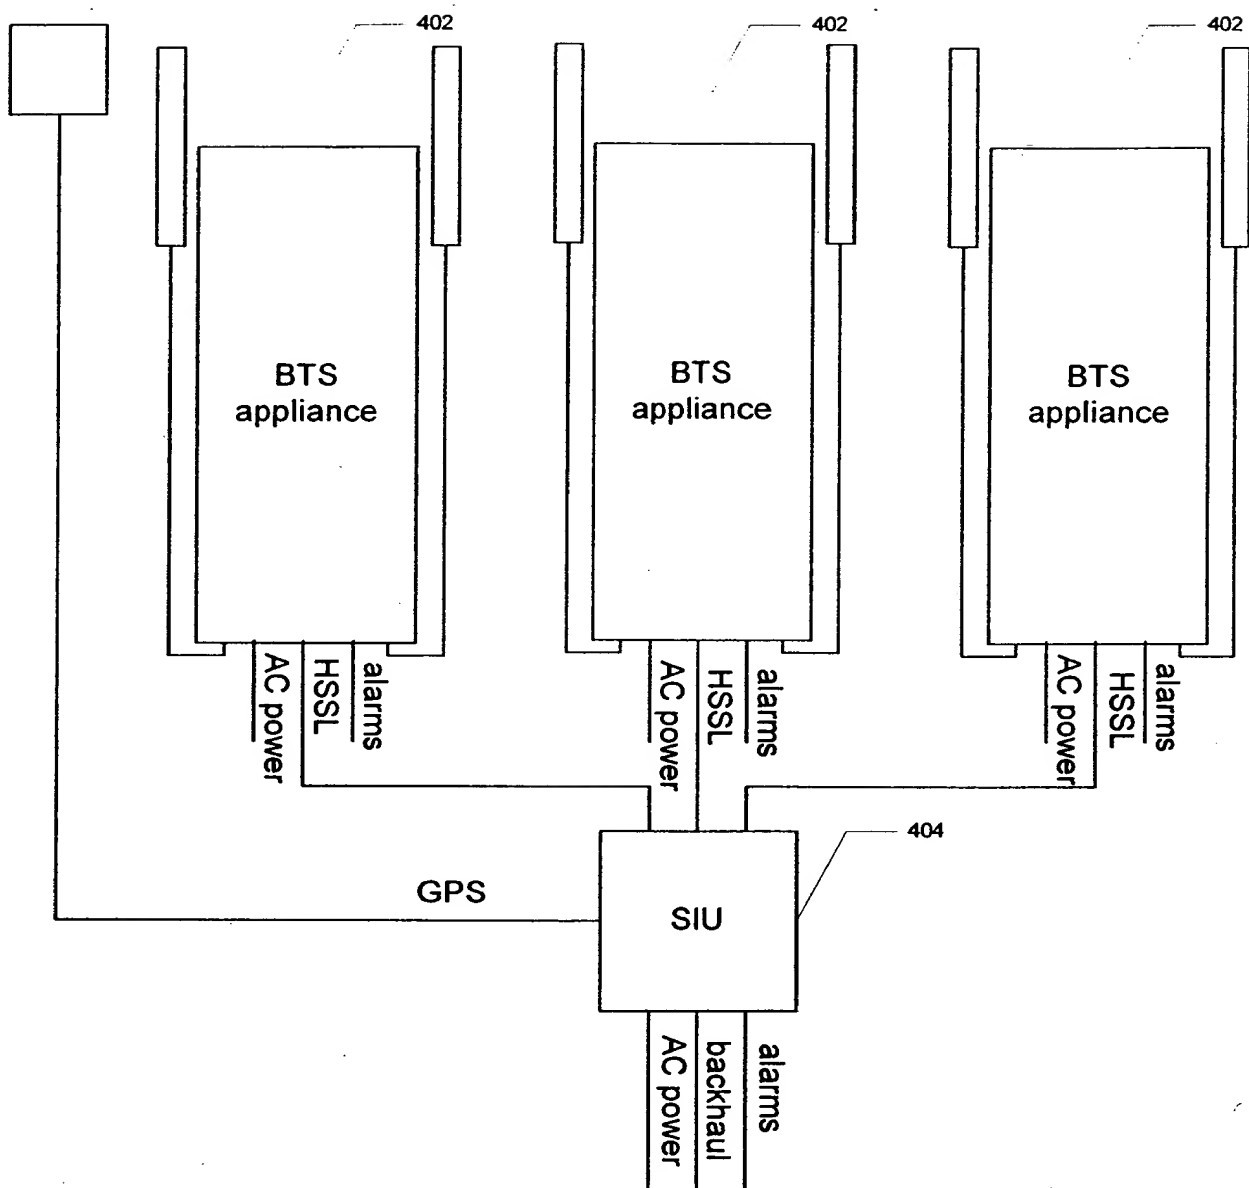 402
402
402
BTS
appliance
BTS
appliance
BTS
appliance
AC power
HSSL
alarms
AC power
HSSL
alarms
AC power
HSSL
alarms
404
GPS
SIU
AC power
backhaul
alarms